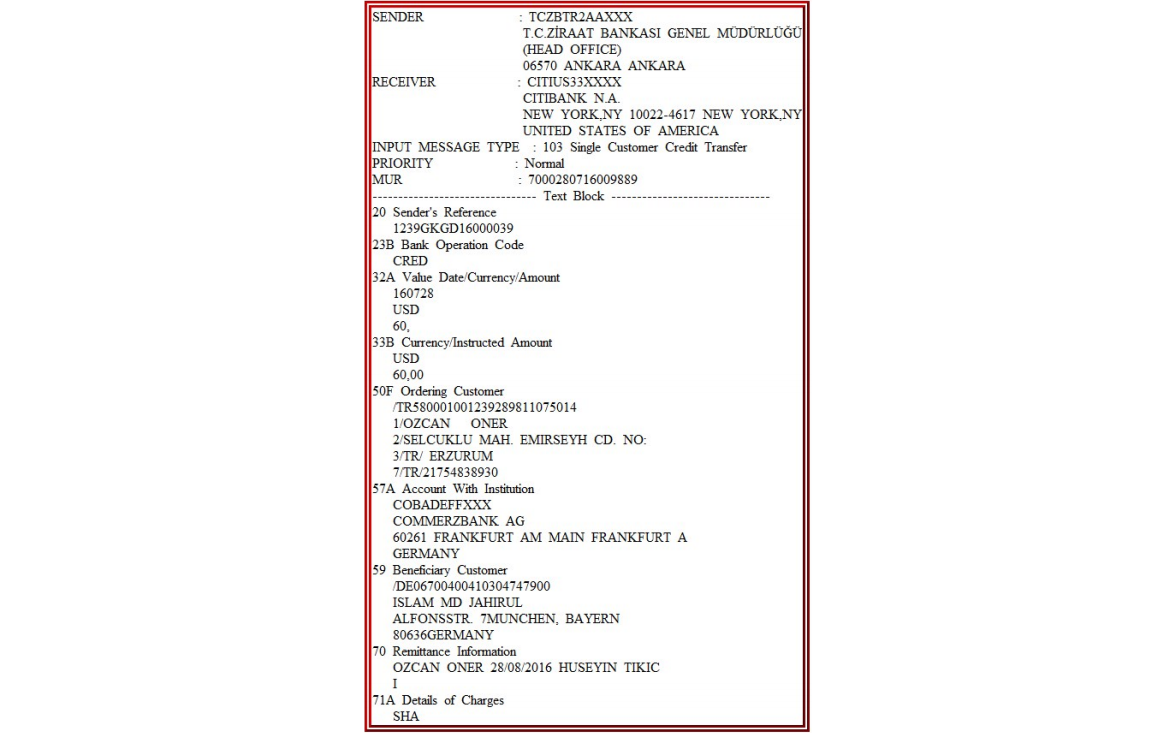 SENDER : TCZBTR2AAXXX
T.C.ZİRAAT BANKASI GENEL MÜDÜRLÜĞÜ
(HEAD OFFICE)
06570 ANKARA ANKARA
RECEIVER : CITIUS33XXXX
CITIBANK N.A.
NEW YORK,NY 10022-4617 NEW YORK,NY
UNITED STATES OF AMERICA
INPUT MESSAGE TYPE : 103 Single Customer Credit Transfer
PRIORITY : Normal
MUR : 7000280716009889
-------------------------------- Text Block -------------------------------
20 Sender's Reference
1239GKGD16000039
23B Bank Operation Code
CRED
32A Value Date/Currency/Amount
160728
USD
60,
33B Currency/Instructed Amount
USD
60,00
50F Ordering Customer
/TR580001001239289811075014
1/OZCAN ONER
2/SELCUKLU MAH. EMIRSEYH CD. NO:
3/TR/ ERZURUM
7/TR/21754838930
57A Account With Institution
COBADEFFXXX
COMMERZBANK AG
60261 FRANKFURT AM MAIN FRANKFURT A
GERMANY
59 Beneficiary Customer
/DE06700400410304747900
ISLAM MD JAHIRUL
ALFONSSTR. 7MUNCHEN, BAYERN
80636GERMANY
70 Remittance Information
OZCAN ONER 28/08/2016 HUSEYIN TIKIC
I
71A Details of Charges
SHA